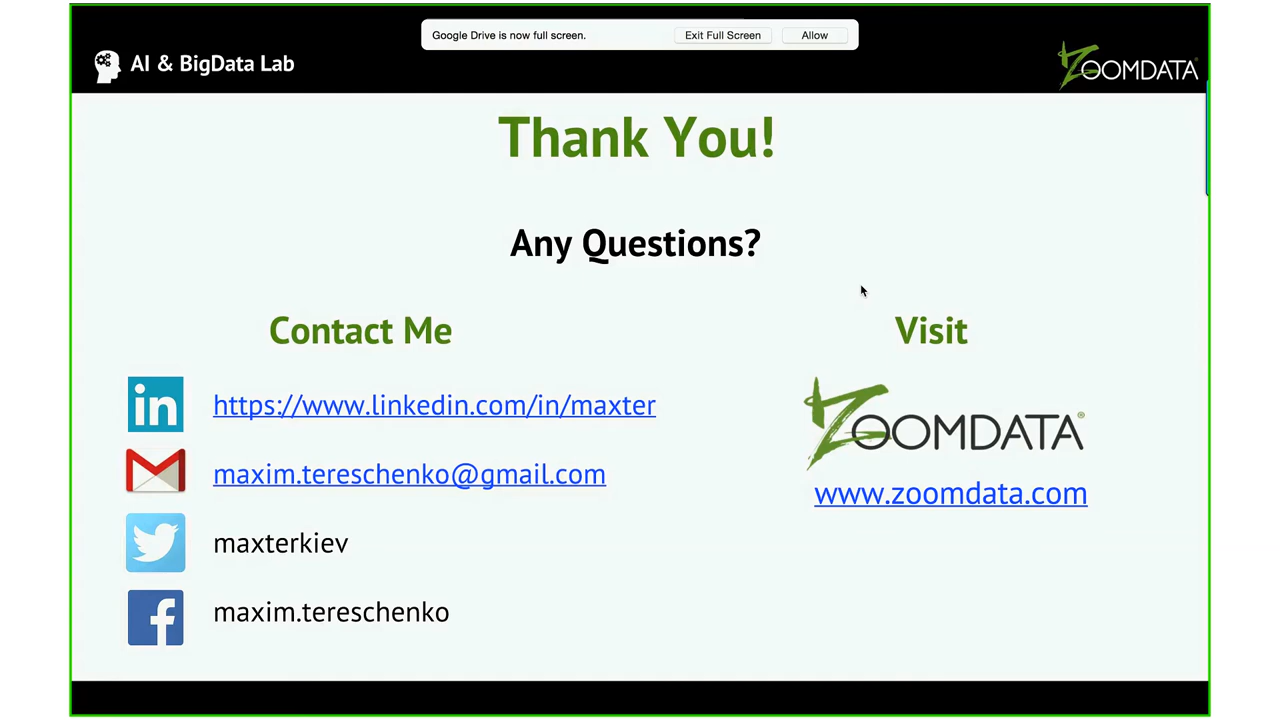 Google Drive is now full screen. Exit Full Screen Allow
AI & BigData Lab
ZOOMDATA
Thank You!
Any Questions?
Contact Me
https://www.linkedin.com/in/maxter
maxim.tereschenko@gmail.com
maxterkiev
maxim.tereschenko
Visit
ZOOMDATA®
www.zoomdata.com